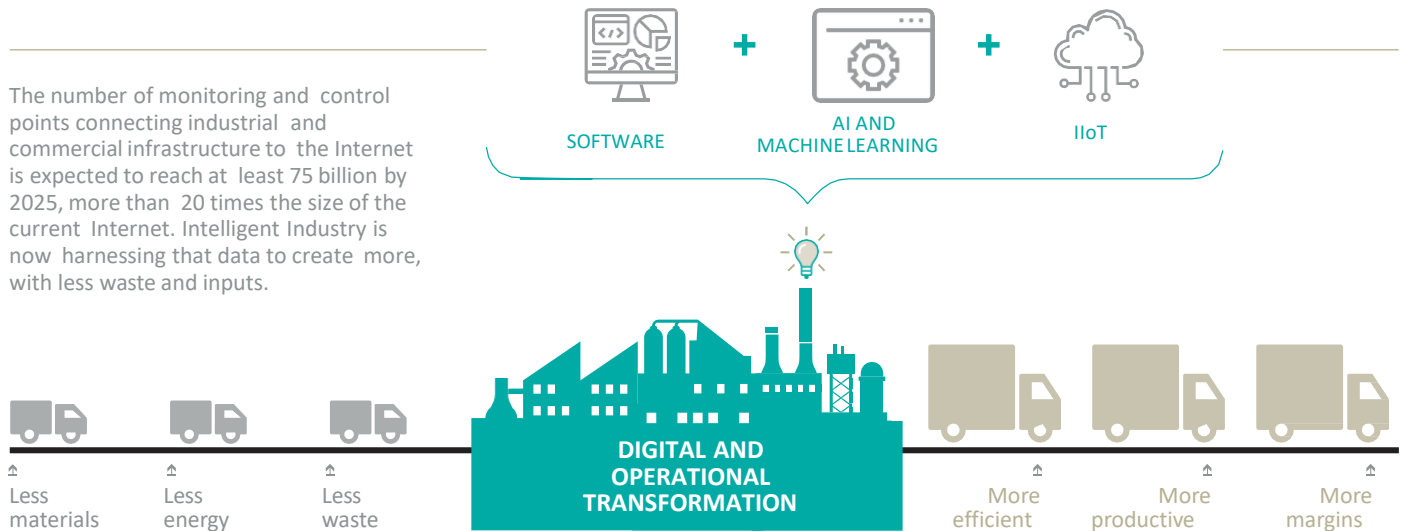 SOFTWARE
AI AND
MACHINE LEARNING
IIoT
The number of monitoring and control
points connecting industrial and
commercial infrastructure to the Internet
is expected to reach at least 75 billion by
2025, more than 20 times the size of the
current Internet. Intelligent Industry is
now harnessing that data to create more,
with less waste and inputs.
DIGITAL AND
OPERATIONAL
TRANSFORMATION
Less
materials
Less
energy
Less
waste
More
efficient
More
productive
More
margins